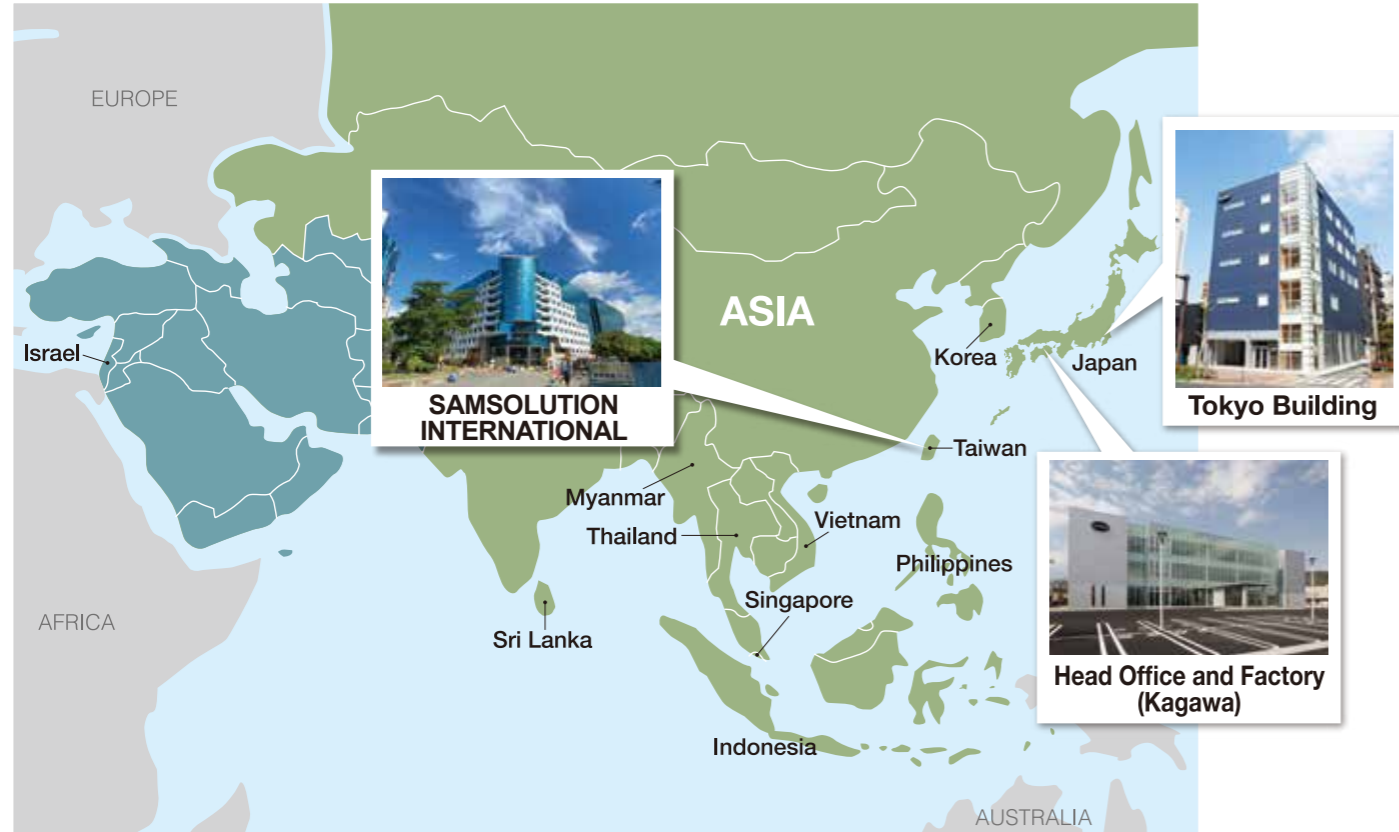 EUROPE
ASIA
Israel
SAMSOLUTION
INTERNATIONAL
Korea
Japan
Tokyo Building
Taiwan
Myanmar
Thailand
Vietnam
Philippines
Singapore
Sri Lanka
AFRICA
Head Office and Factory
(Kagawa)
Indonesia
AUSTRALIA